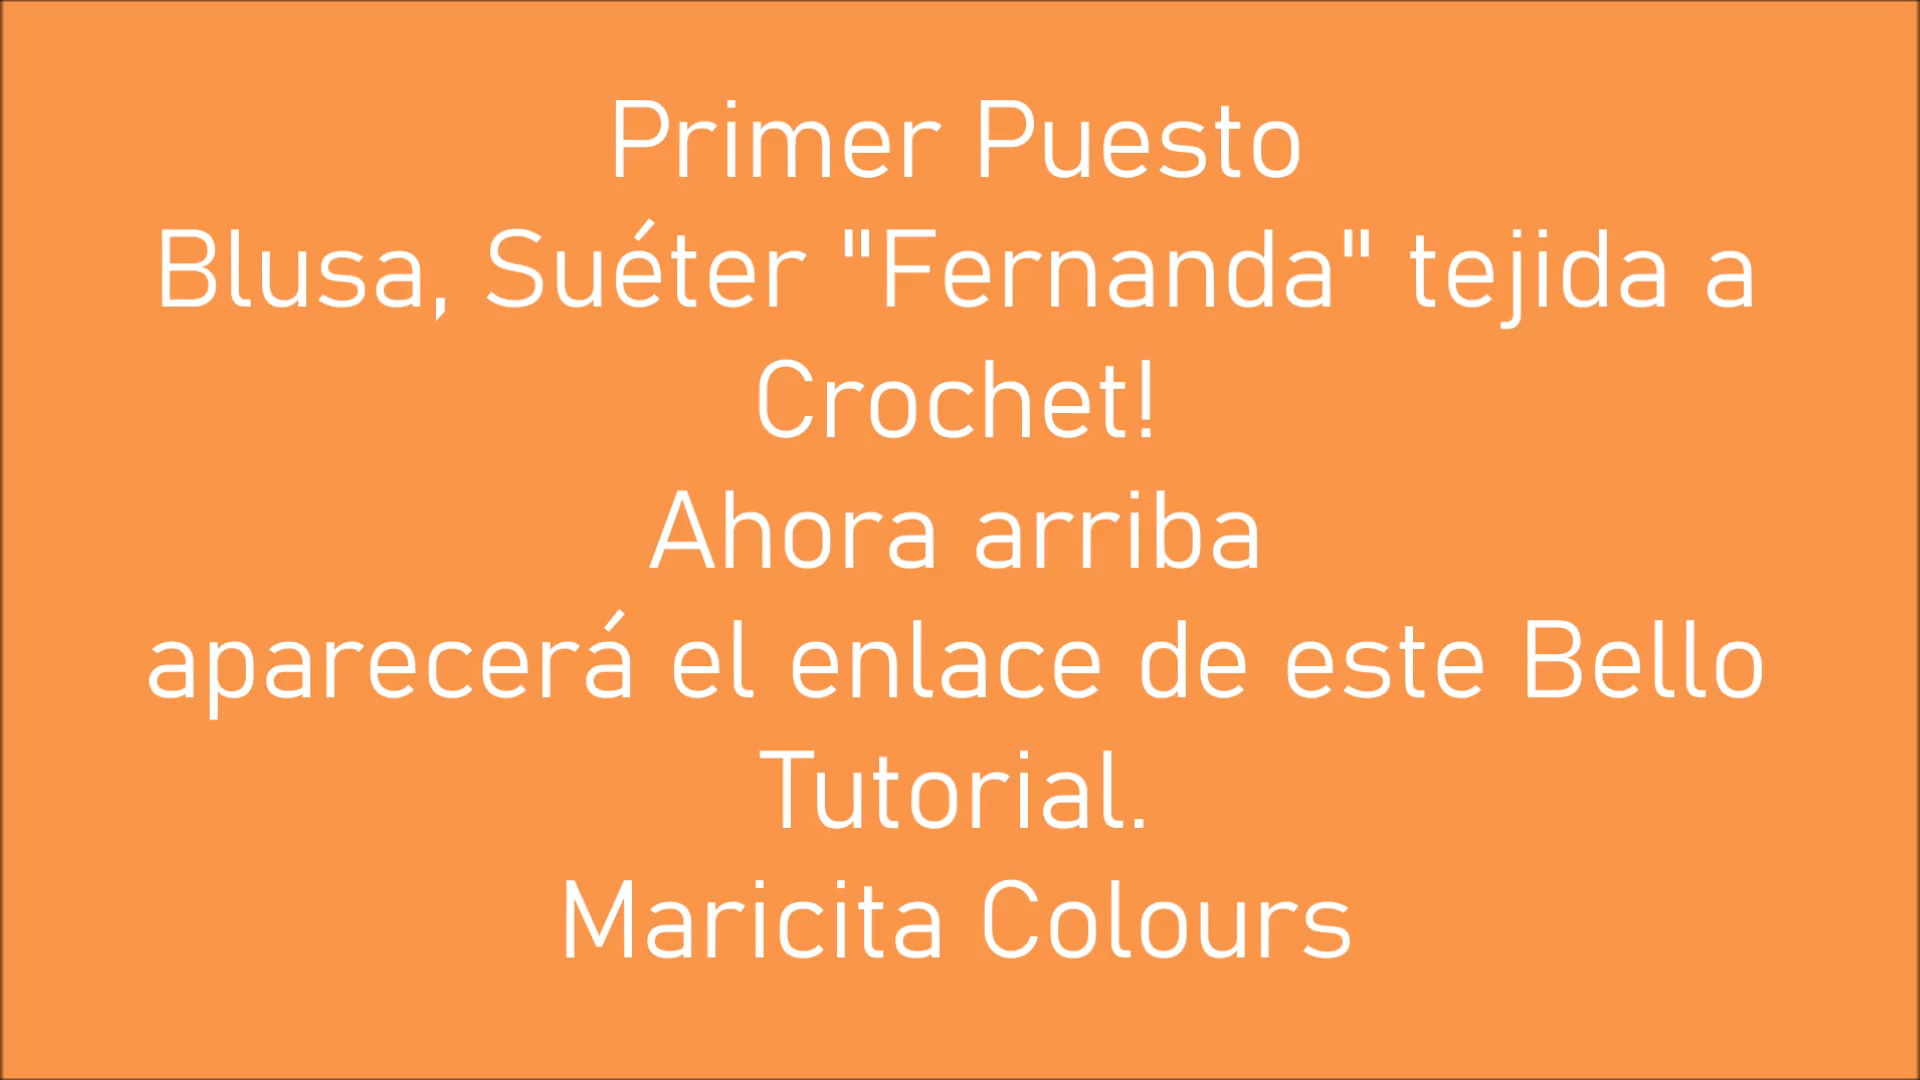 Primer Puesto
Blusa, Suéter "Fernanda" tejida a
Crochet!
Ahora arriba
aparecerá el enlace de este Bello
Tutorial.
Maricita Colours